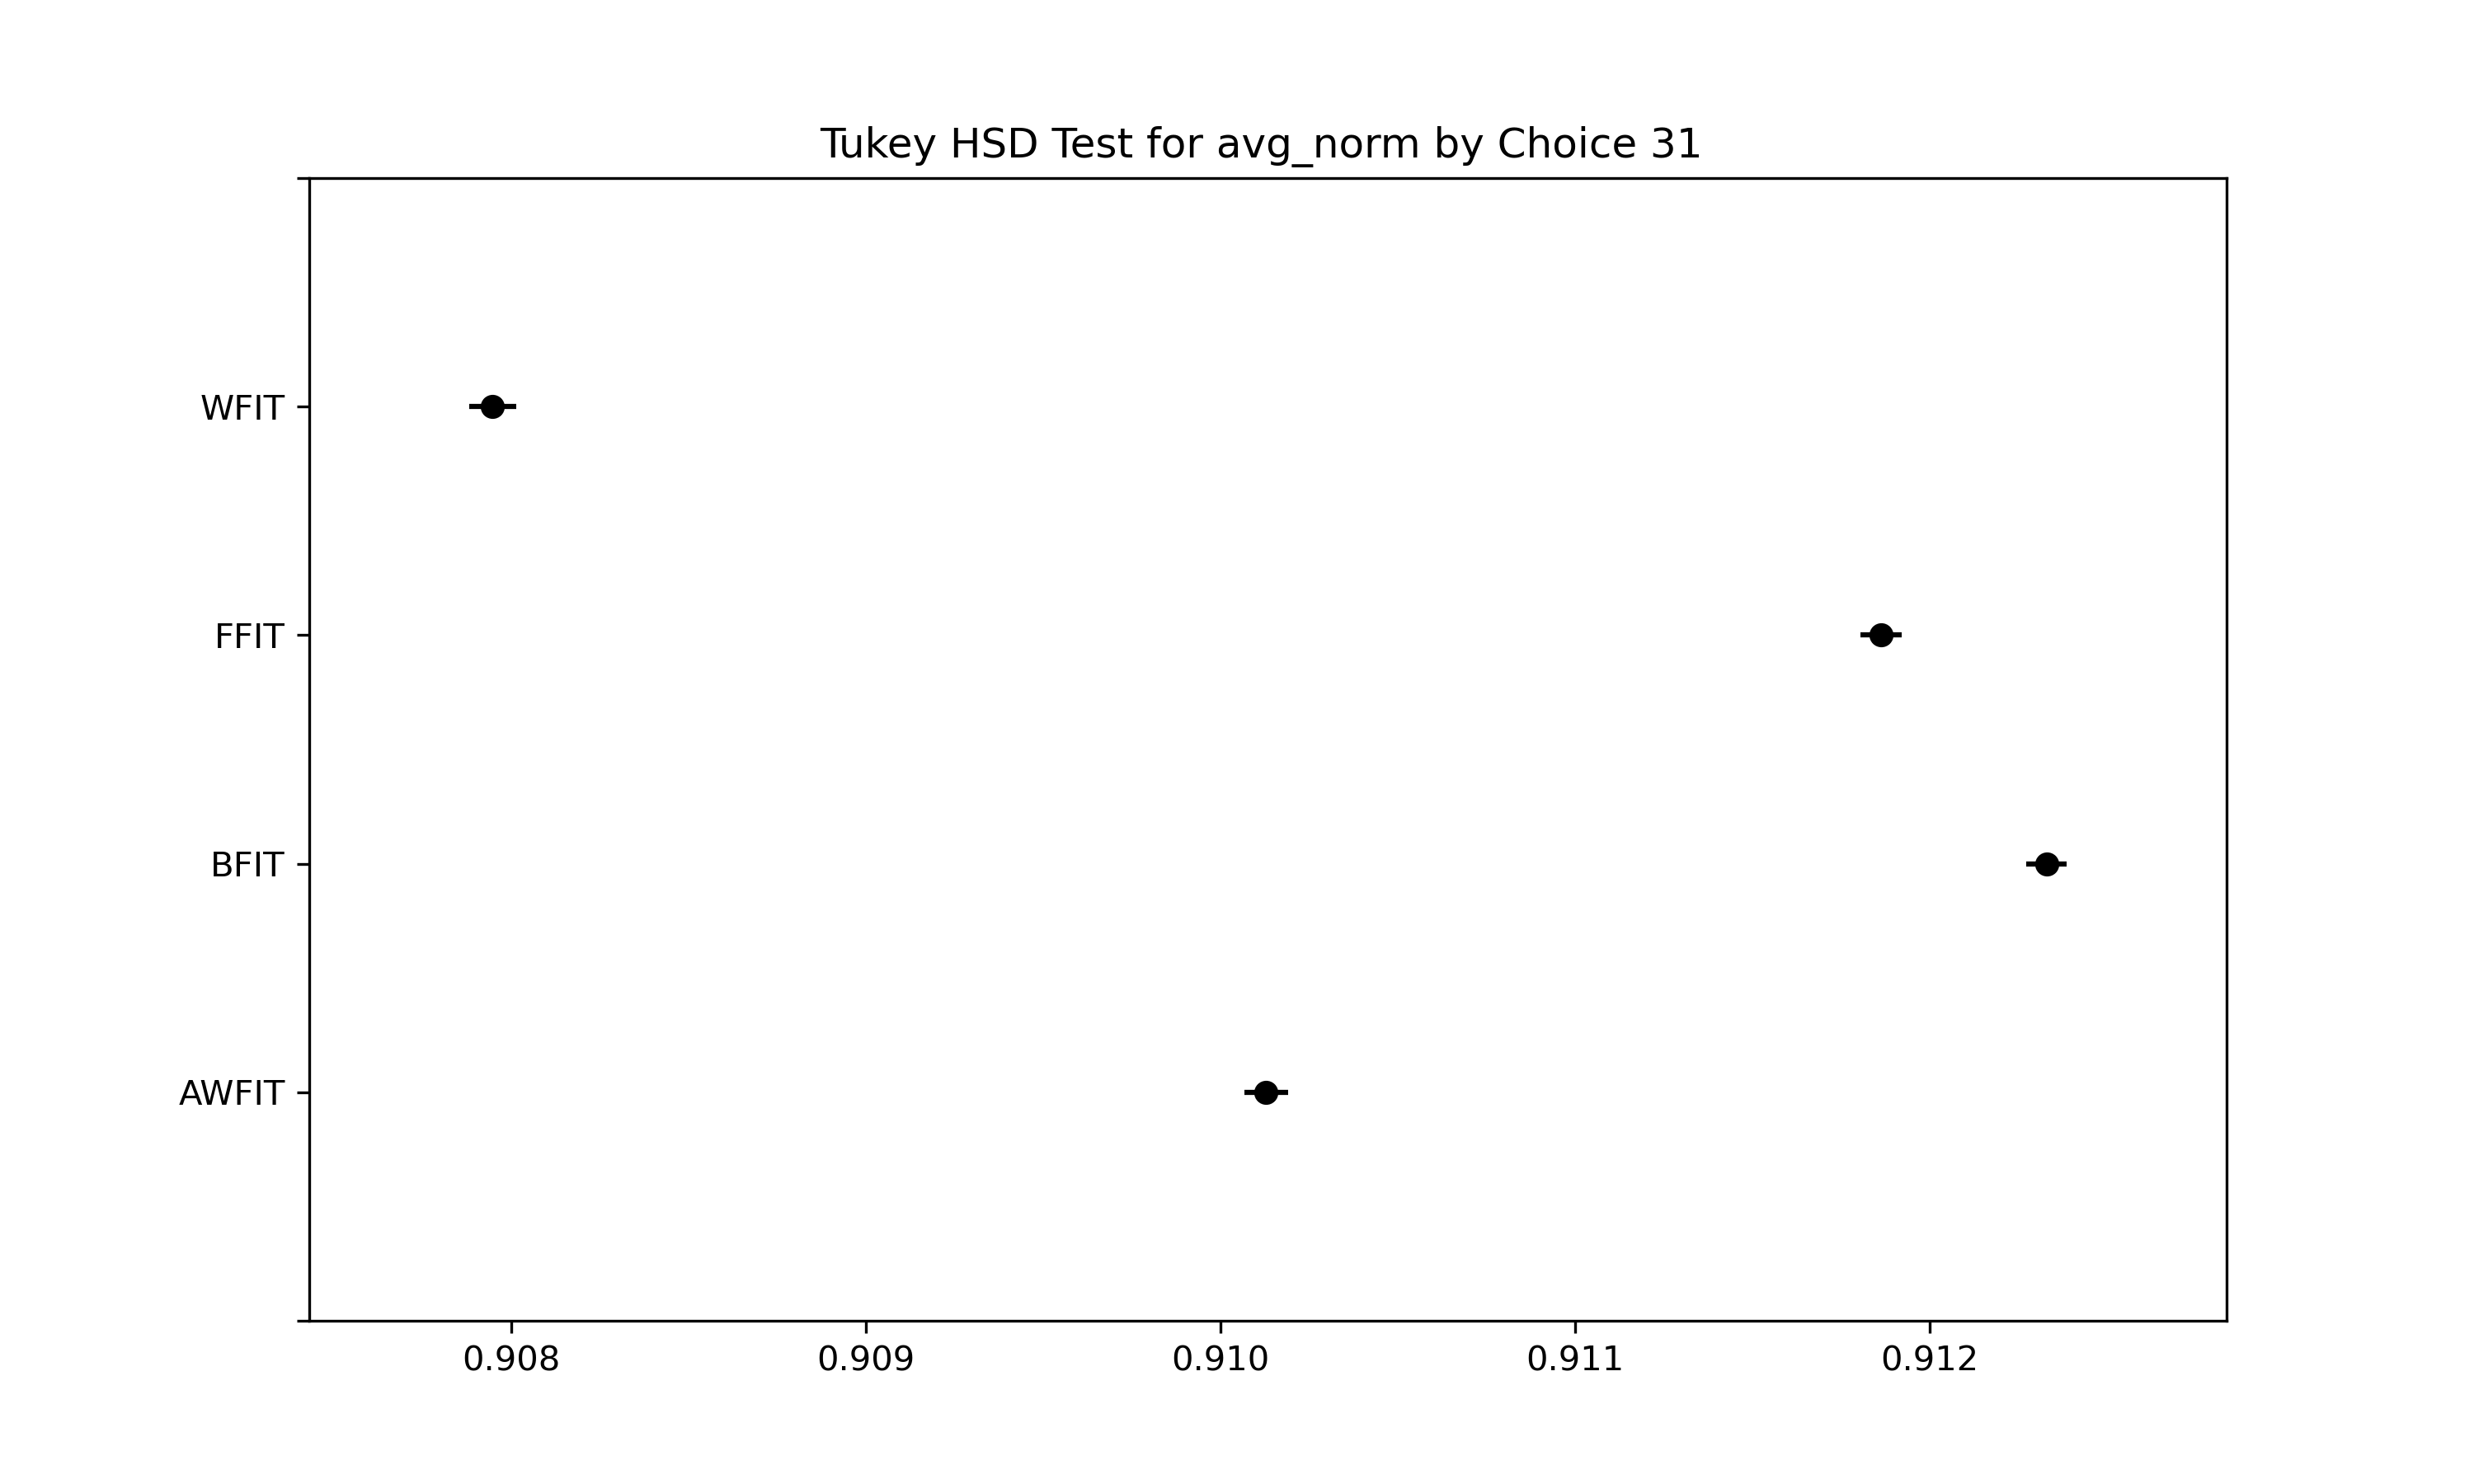 Tukey HSD Test for avg_norm by Choice 31
WFIT
FFIT
BFIT
AWFIT
0.908 0.909 0.910 0.911 0.912